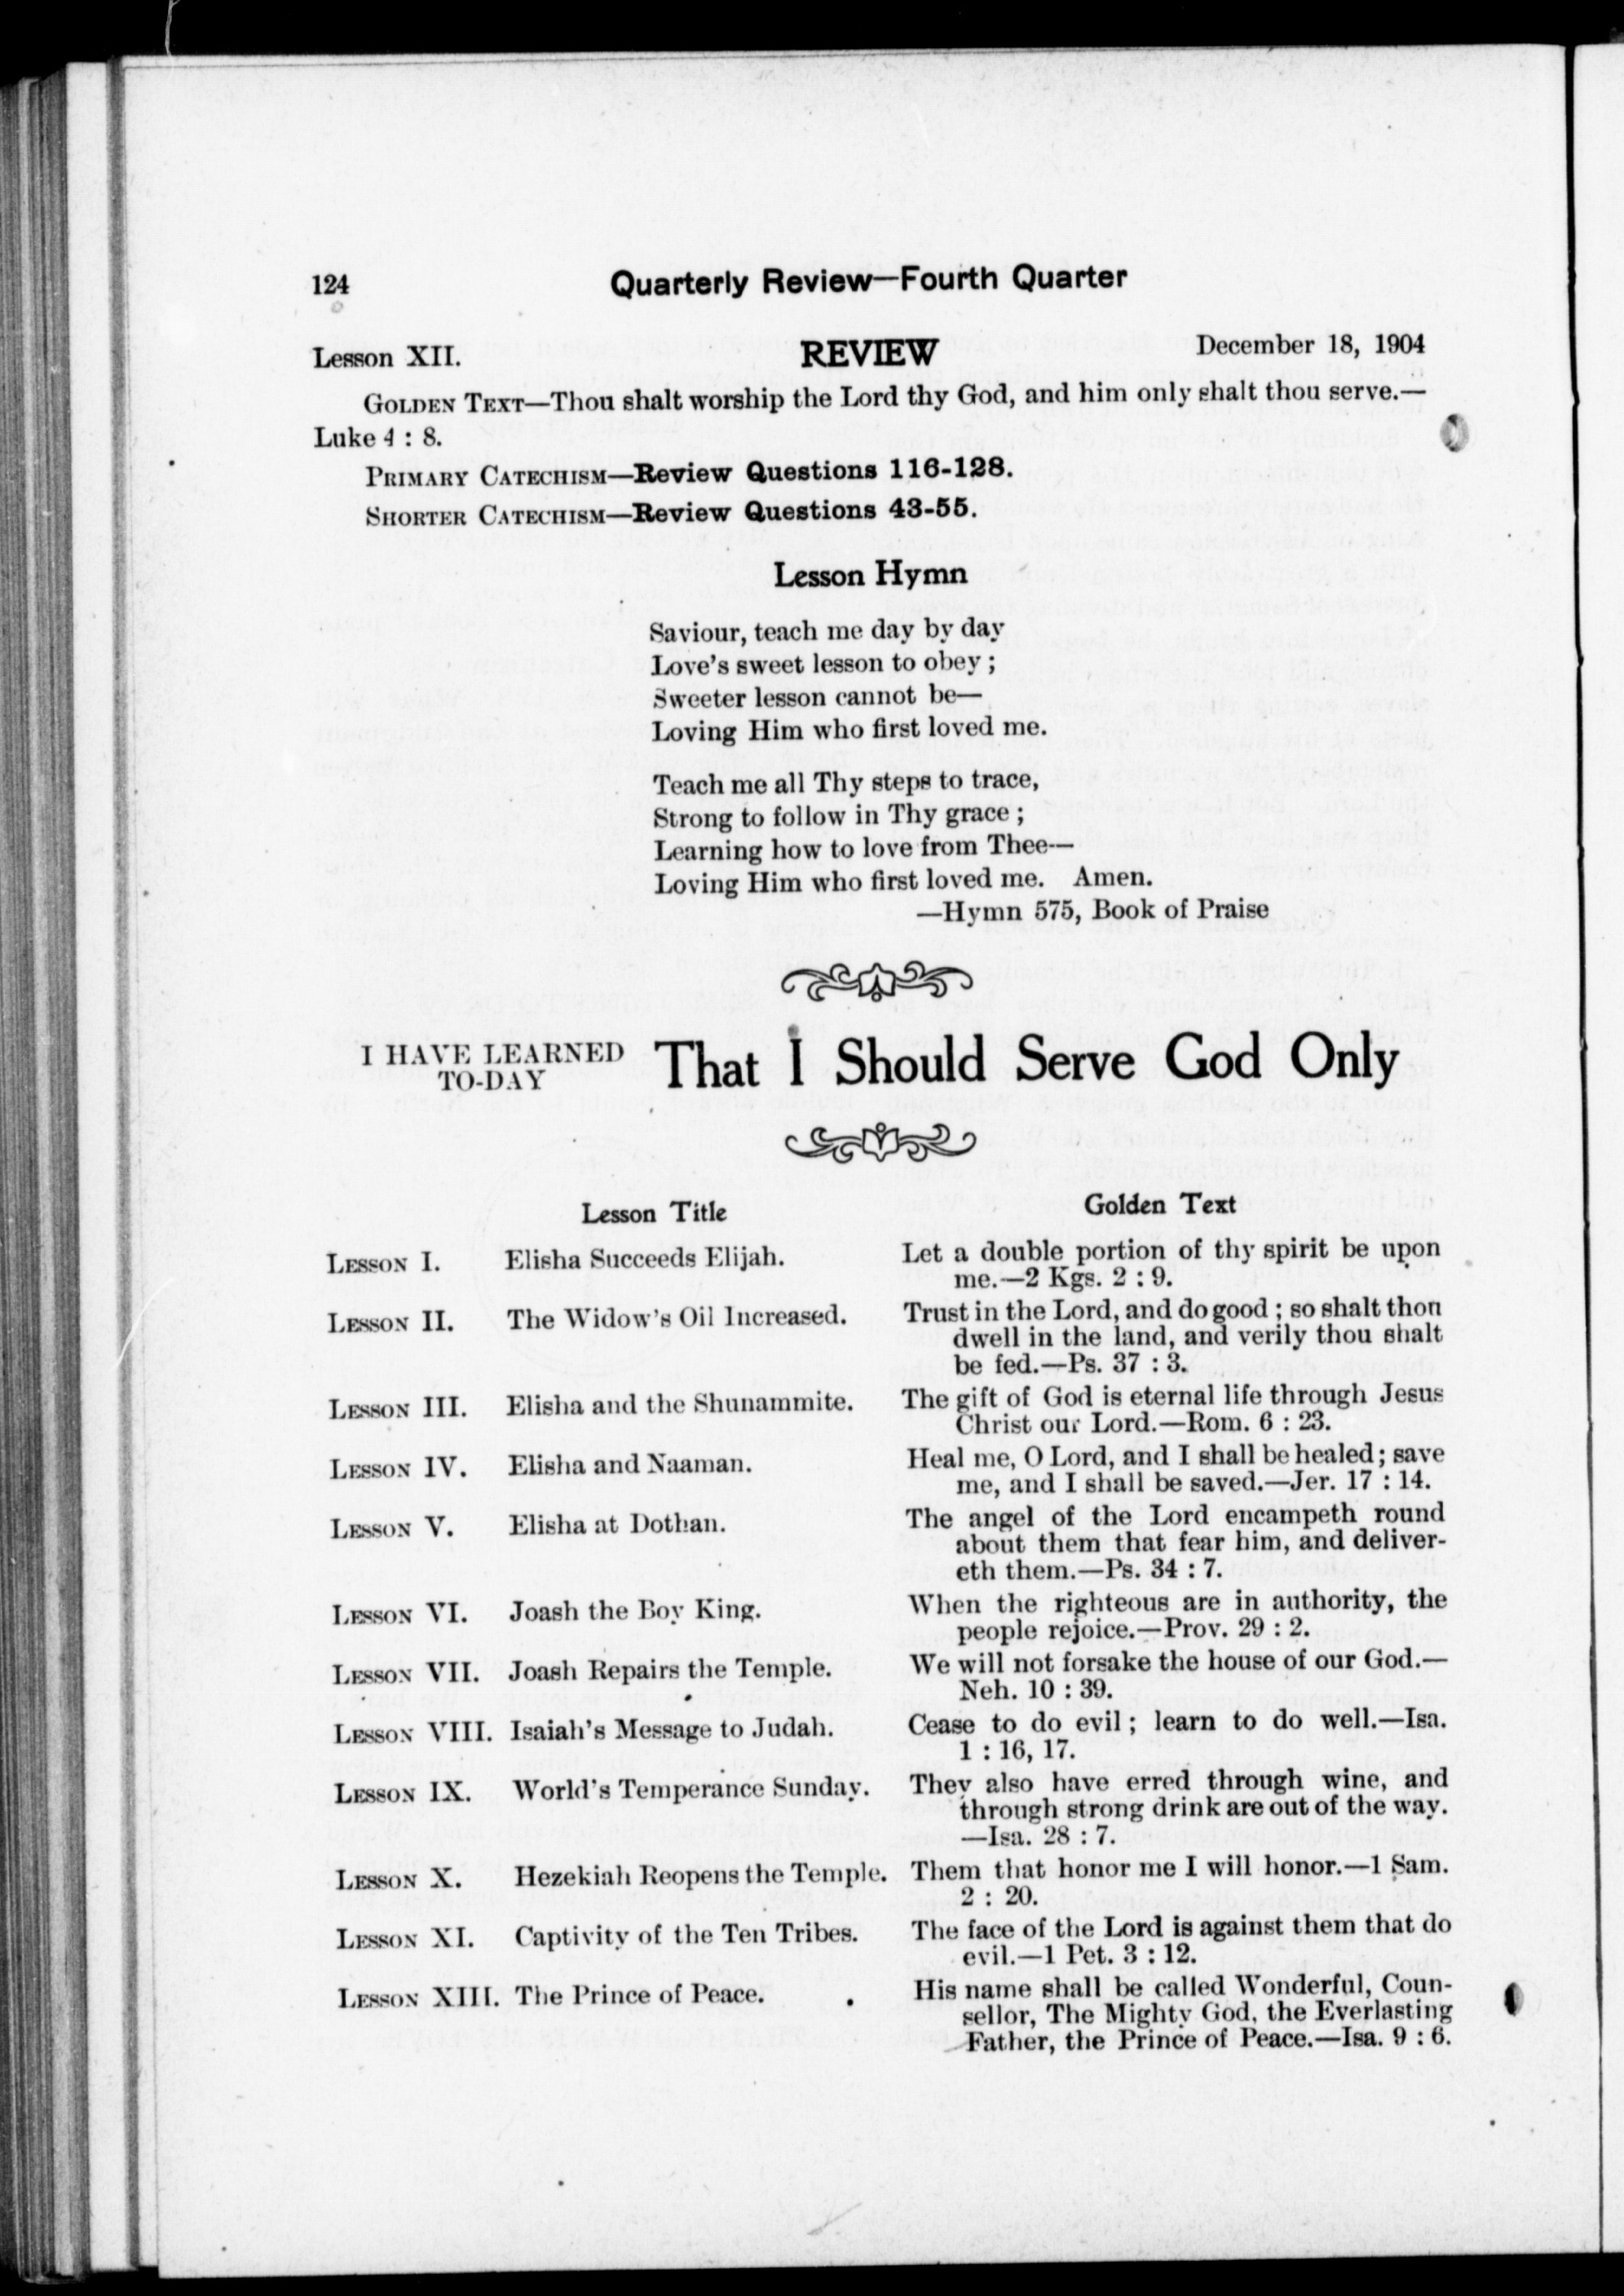 124 Quarterly Review—Fourth Quarter
Lesson XII. REVIEW December 18, 1904
GOLDEN TEXT—Thou shalt worship the Lord thy God, and him only shalt thou serve.—
Luke 4 : 8.
PRIMARY CATECHISM—Review Questions 116-128.
SHORTER CATECHISM—Review Questions 43-55.
Lesson Hymn
Saviour, teach me day by day
Love's sweet lesson to obey ;
Sweeter lesson cannot be—
Loving Him who first loved me.
Teach me all Thy steps to trace,
Strong to follow in Thy grace ;
Learning how to love from Thee—
Loving Him who first loved me. Amen.
—Hymn 575, Book of Praise
I HAVE LEARNED
TO-DAY
That I Should Serve God Only
Lesson Title Golden Text
LESSON I. Elisha Succeeds Elijah. Let a double portion of thy spirit be upon
me.—2 Kgs. 2 : 9.
LESSON II. The Widow's Oil Increased. Trust in the Lord, and do good ; so shalt thou
dwell in the land, and verily thou shalt
be fed.—Ps. 37 : 3.
LESSON III. Elisha and the Shunammite. The gift of God is eternal life through Jesus
Christ our Lord.—Rom. 6 : 23.
LESSON IV. Elisha and Naaman. Heal me, O Lord, and I shall be healed ; save
me, and I shall be saved.—Jer. 17 : 14.
LESSON V. Elisha at Dothan. The angel of the Lord encampeth round
about them that fear him, and deliver-
eth them.—Ps. 34 : 7.
LESSON VI. Joash the Boy King. When the righteous are in authority, the
people rejoice.—Prov. 29 : 2.
LESSON VII. Joash Repairs the Temple. We will not forsake the house of our God.—
Neh. 10 : 39.
LESSON VIII. Isaiah's Message to Judah. Cease to do evil ; learn to do well.—Isa.
1 : 16, 17.
LESSON IX. World's Temperance Sunday. They also have erred through wine, and
through strong drink are out of the way.
—Isa. 28 : 7.
LESSON X. Hezekiah Reopens the Temple. Them that honor me I will honor.—1 Sam.
2 : 20.
LESSON XI. Captivity of the Ten Tribes. The face of the Lord is against them that do
evil.—1 Pet. 3 : 12.
LESSON XIII. The Prince of Peace. His name shall be called Wonderful, Coun-
sellor, The Mighty God, the Everlasting
Father, the Prince of Peace.—Isa. 9 : 6.